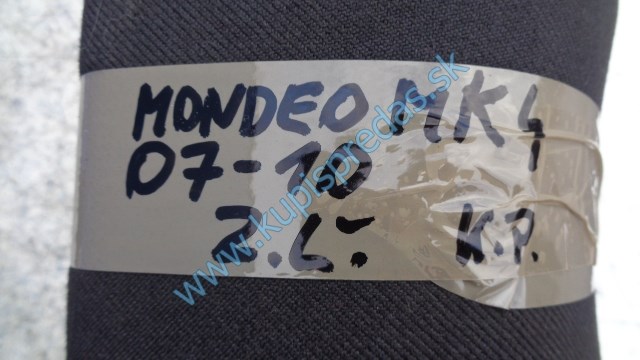 MONDEO MK4
07-10
Z.L. K.P.
www.kupispredas.sk